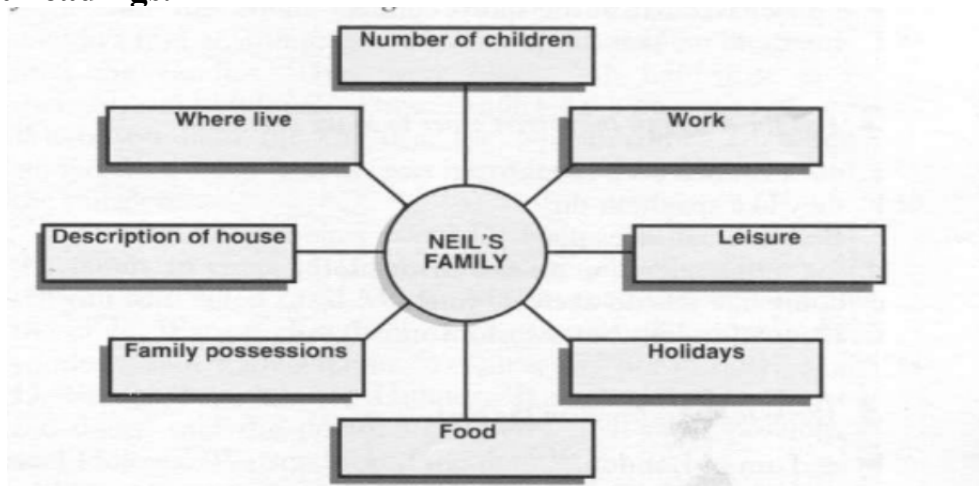 Number of children
Where live
Work
Description of house
NEIL'S
FAMILY
Leisure
Family possessions
Holidays
Food